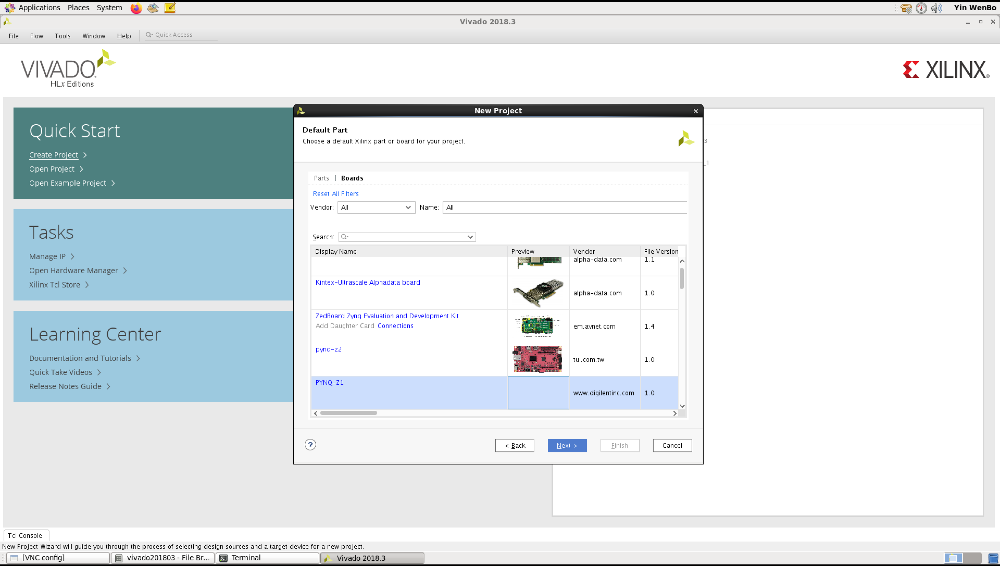 Applications Places System Yin WenBo
Vivado 2018.3
File Flow Tools Window Help Quick Access
VIVADO.
HLx Editions
XILINX®
New Project
Default Part
Choose a default Xilinx part or board for your project.
Quick Start
Create Project
Open Project
Open Example Project
3
_1
Parts | Boards
Reset All Filters
Vendor: All Name: All
Search:
Display Name Preview Vendor File Version
alpha-data.com 1.1
Kintex-Ultrascale Alphadata board
alpha-data.com 1.0
ZedBoard Zynq Evaluation and Development Kit
Add Daughter Card Connections
em.avnet.com 1.4
pynq-z2
tul.com.tw 1.0
PYNQ-Z1
www.digilentinc.com 1.0
? < Back Next > Finish Cancel
Tasks
Manage IP
Open Hardware Manager
Xilinx Tcl Store
Learning Center
Documentation and Tutorials
Quick Take Videos
Release Notes Guide
Tcl Console
New Project Wizard will guide you through the process of selecting design sources and a target device for a new project.
[VNC config] vivado201803 - File Br... Terminal Vivado 2018.3